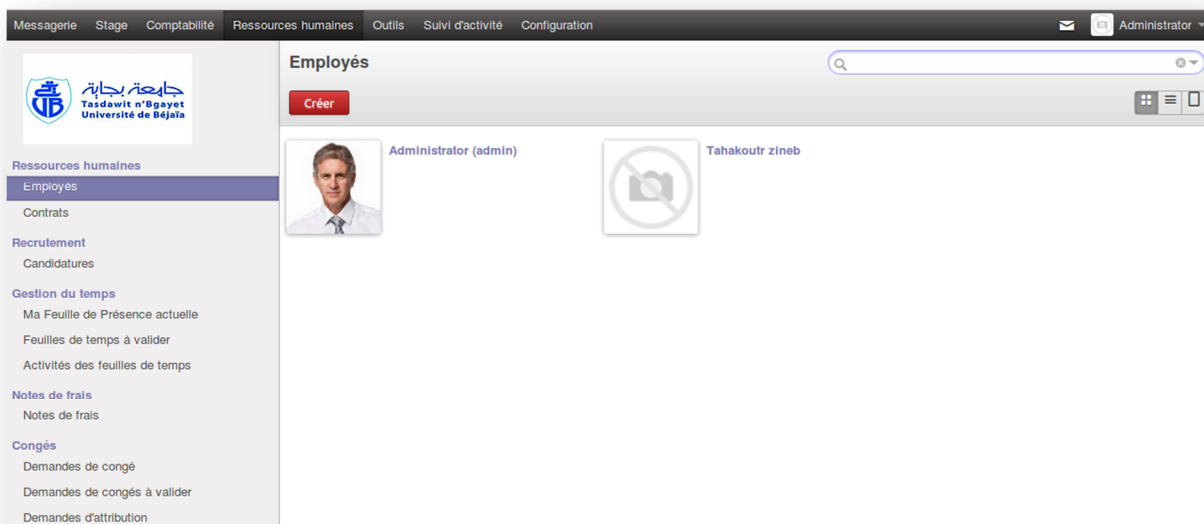 Messagerie Stage Comptabilité Ressources humaines Outils Suivi d'activité Configuration Administrator
جامعة بجاية
Tasdawit n'Bgayet
Université de Béjaïa
Ressources humaines
Employés
Contrats
Recrutement
Candidatures
Gestion du temps
Ma Feuille de Présence actuelle
Feuilles de temps à valider
Activités des feuilles de temps
Notes de frais
Notes de frais
Congés
Demandes de congé
Demandes de congés à valider
Demandes d'attribution
Employés
Créer
Administrator (admin)
Tahakoutr zineb